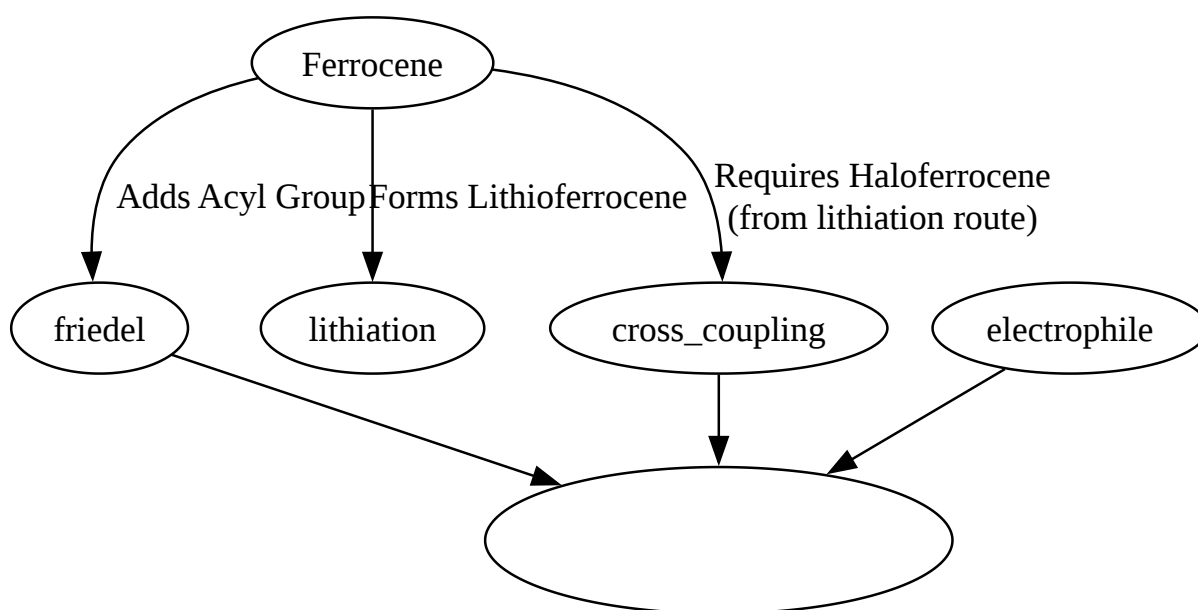 Ferrocene
Adds Acyl Group
Forms Lithioferrocene
Requires Haloferrocene
(from lithiation route)
friedel
lithiation
cross_coupling
electrophile